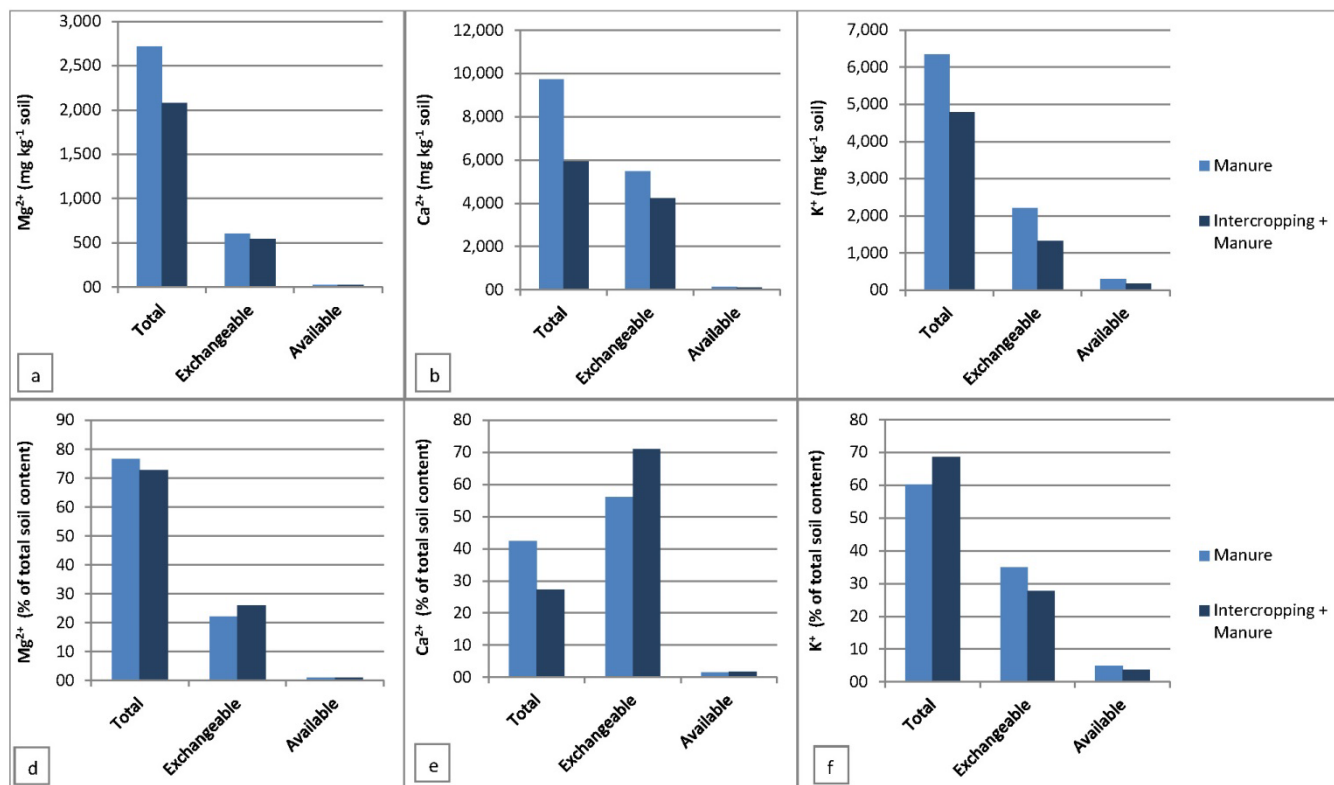 Mg2+ (mg kg-1 soil)
3,000
2,500
2,000
1,500
1,000
500
00
Total
Exchangeable
Available
a
Ca2+ (mg kg-1 soil)
12,000
10,000
8,000
6,000
4,000
2,000
00
Total
Exchangeable
Available
b
K+ (mg kg-1 soil)
7,000
6,000
5,000
4,000
3,000
2,000
1,000
00
Total
Exchangeable
Available
Manure
Intercropping +
Manure
Mg2+ (% of total soil content)
90
80
70
60
50
40
30
20
10
00
Total
Exchangeable
Available
d
Ca2+ (% of total soil content)
80
70
60
50
40
30
20
10
00
Total
Exchangeable
Available
e
K+ (% of total soil content)
80
70
60
50
40
30
20
10
00
Total
Exchangeable
Available
f
Manure
Intercropping +
Manure